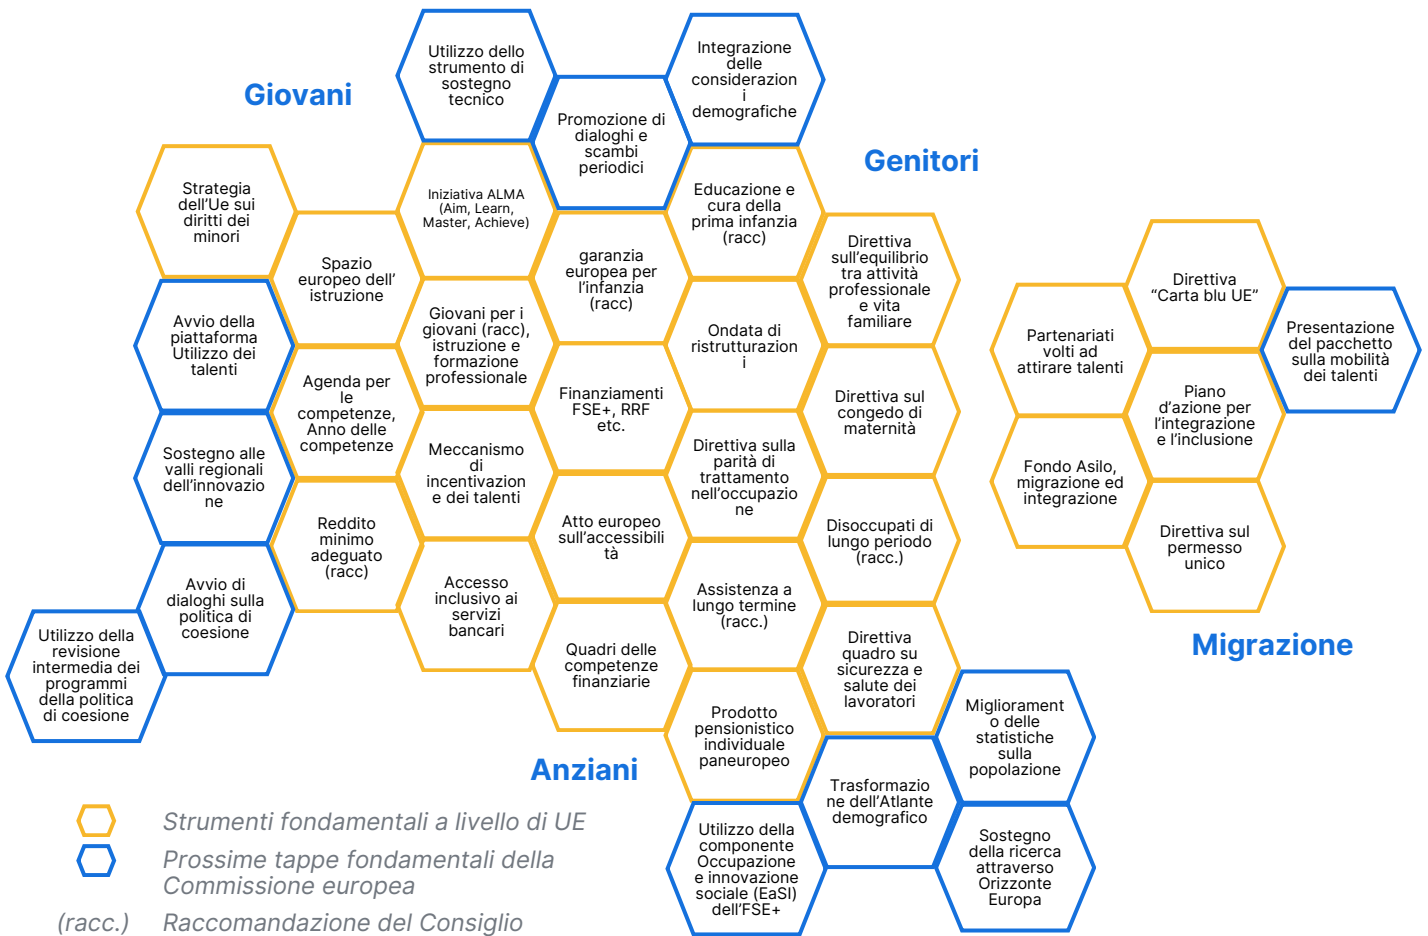 Giovani
Utilizzo dello
strumento di
sostegno
tecnico
Promozione di
dialoghi e
scambi
periodici
Integrazione
delle
considerazion
i
demografiche
Genitori
Strategia
dell'Ue sui
diritti dei
minori
Spazio
europeo dell'
istruzione
Iniziativa ALMA
(Aim, Learn,
Master, Achieve)
garanzia
europea per
l'infanzia
(racc)
Educazione e
cura della
prima infanzia
(racc)
Direttiva
sull'equilibrio
tra attività
professionale
e vita
familiare
Avvio della
piattaforma
Utilizzo dei
talenti
Agenda per
le
competenze,
Anno delle
competenze
Giovani per i
giovani (racc),
istruzione e
formazione
professionale
Finanziamenti
FSE+, RRF
etc.
Ondata di
ristrutturazion
i
Direttiva sul
congedo di
maternità
Sostegno alle
valli regionali
dell'innovazio
ne
Reddito
minimo
adeguato
(racc)
Meccanismo
di
incentivazion
e dei talenti
Atto europeo
sull'accessibili
tà
Direttiva sulla
parità di
trattamento
nell'occupazio
ne
Disoccupati di
lungo periodo
(racc.)
Avvio di
dialoghi sulla
politica di
coesione
Accesso
inclusivo ai
servizi
bancari
Quadri delle
competenze
finanziarie
Assistenza a
lungo termine
(racc.)
Direttiva
quadro su
sicurezza e
salute dei
lavoratori
Utilizzo della
revisione
intermedia dei
programmi
della politica
di coesione
Anziani
Prodotto
pensionistico
individuale
paneuropeo
Trasformazio
ne dell'Atlante
demografico
Miglioramento
o delle
statistiche
sulla
popolazione
Utilizzo della
componente
Occupazione
e innovazione
sociale (EaSI)
dell'FSE+
Sostegno
della ricerca
attraverso
Orizzonte
Europa
Direttiva
“Carta blu UE”
Partenariati
volti ad
attirare talenti
Presentazione
del pacchetto
sulla mobilità
dei talenti
Piano
d'azione per
l'integrazione
e l'inclusione
Fondo Asilo,
migrazione ed
integrazione
Direttiva sul
permesso
unico
Migrazione
Strumenti fondamentali a livello di UE
Prossime tappe fondamentali della
Commissione europea
(racc.) Raccomandazione del Consiglio